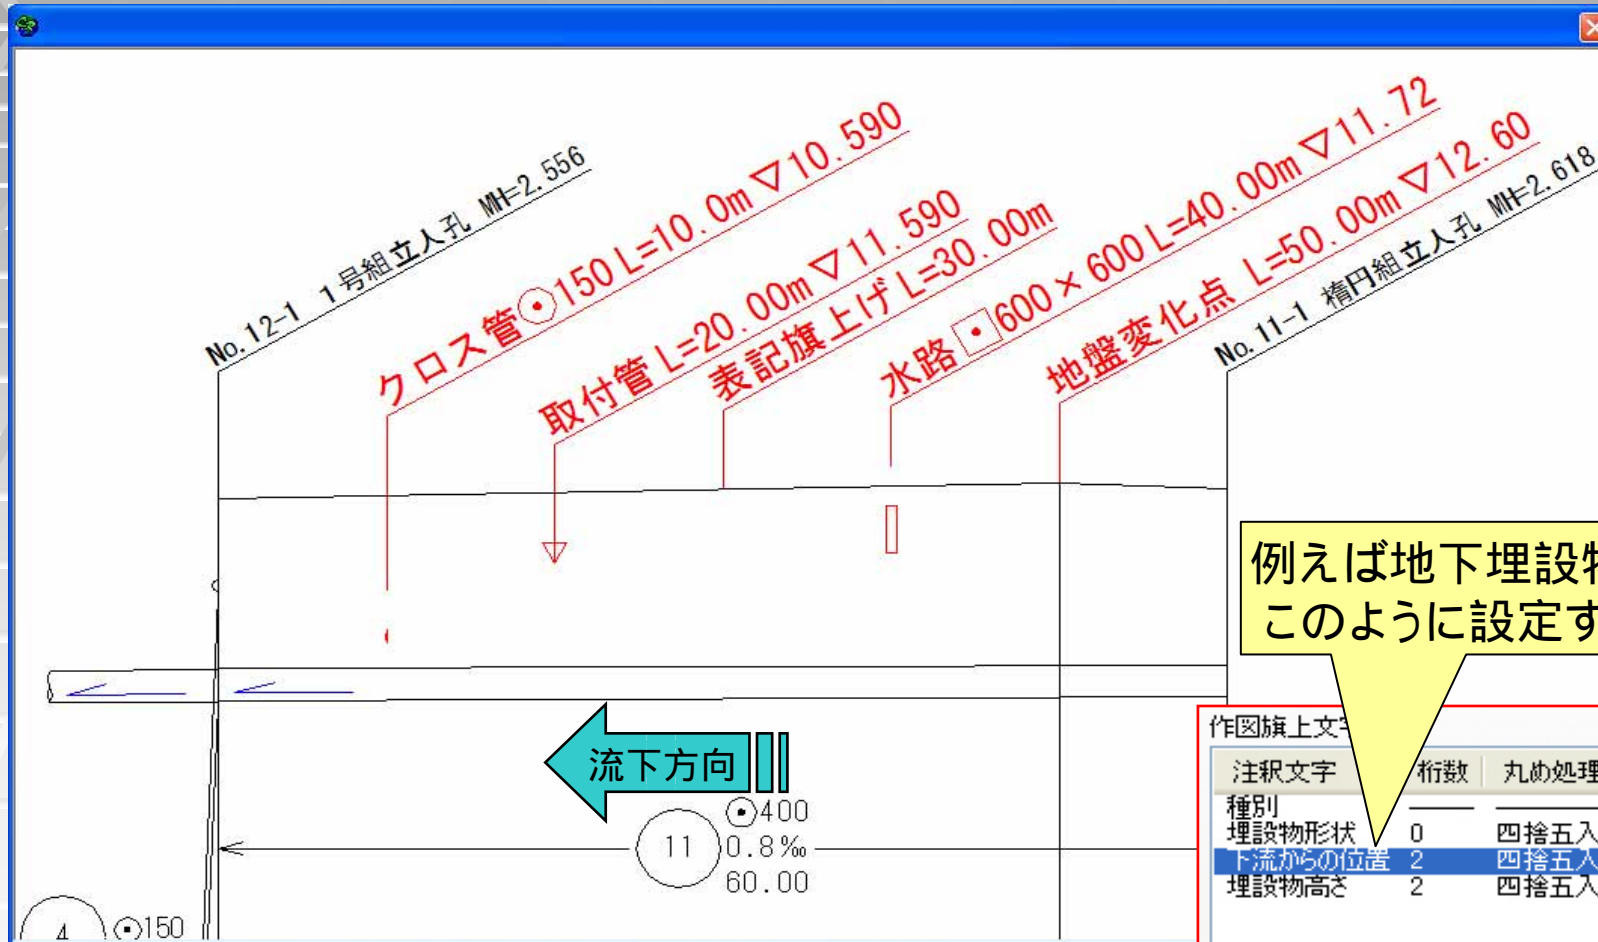 No.12-1 1号組立人孔 MH=2.556
クロス管⊙150 L=10.0m ▽10.590
取付管 L=20.00m ▽11.590
表記旗上げ L=30.00m
水路⊡600×600 L=40.00m ▽11.72
地盤変化点 L=50.00m ▽12.60
No.11-1 楕円組立人孔 MH=2.618
例えば地下埋設物
このように設定す
流下方向
11
⊙400
0.8‰
60.00
4
⊙150
作図旗上文字
注釈文字 桁数 丸め処理
種別
埋設物形状 0 四捨五入
下流からの位置 2 四捨五入
埋設物高さ 2 四捨五入